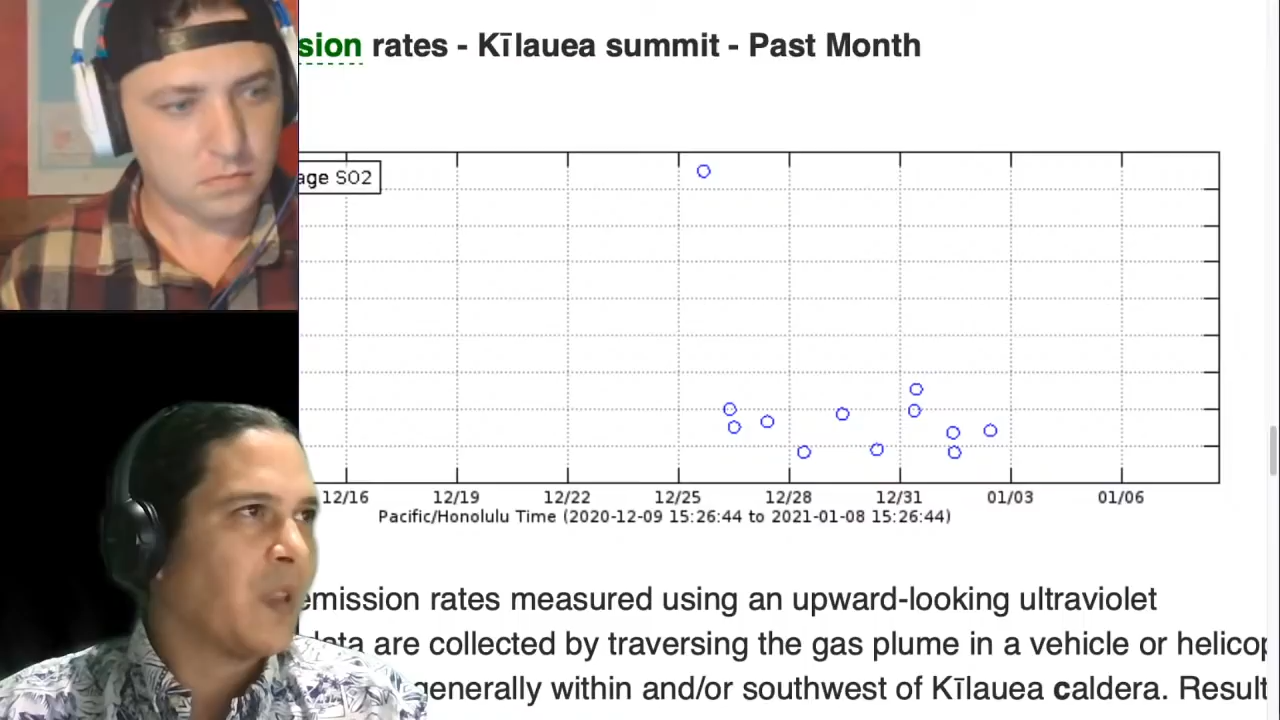 sion rates - Kīlauea summit - Past Month
age SO2
12/16 12/19 12/22 12/25 12/28 12/31 01/03 01/06
Pacific/Honolulu Time (2020-12-09 15:26:44 to 2021-01-08 15:26:44)
emission rates measured using an upward-looking ultraviolet
data are collected by traversing the gas plume in a vehicle or helicop
generally within and/or southwest of Kīlauea caldera. Result